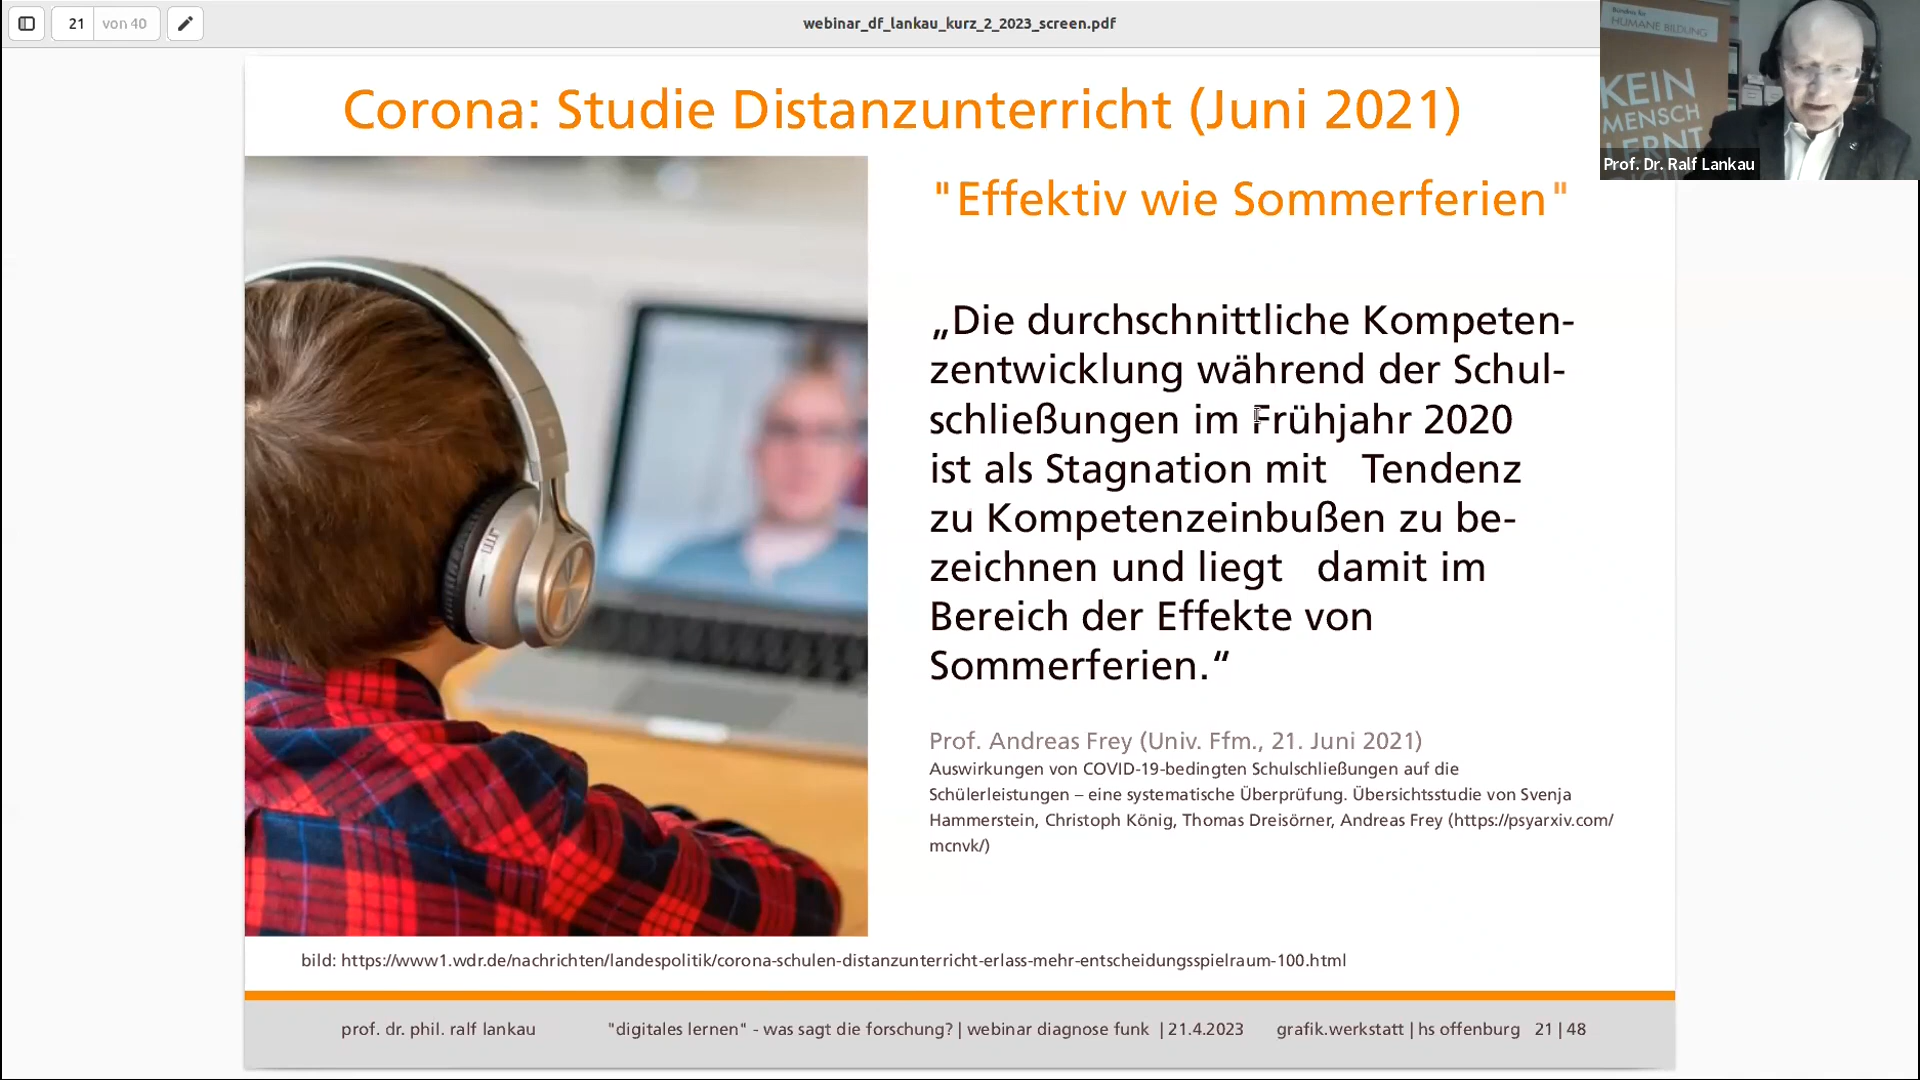 21 von 40
webinar_df_lankau_kurz_2_2023_screen.pdf
Bündnis für
HUMANE BILDUNG
KEIN
MENSCH
LERNT
Prof. Dr. Ralf Lankau
Corona: Studie Distanzunterricht (Juni 2021)
"Effektiv wie Sommerferien"
„Die durchschnittliche Kompeten-
zentwicklung während der Schul-
schließungen im Frühjahr 2020
ist als Stagnation mit Tendenz
zu Kompetenzeinbußen zu be-
zeichnen und liegt damit im
Bereich der Effekte von
Sommerferien.“
Prof. Andreas Frey (Univ. Ffm., 21. Juni 2021)
Auswirkungen von COVID-19-bedingten Schulschließungen auf die
Schülerleistungen – eine systematische Überprüfung. Übersichtsstudie von Svenja
Hammerstein, Christoph König, Thomas Dreisörner, Andreas Frey (https://psyarxiv.com/
mcnvk/)
bild: https://www1.wdr.de/nachrichten/landespolitik/corona-schulen-distanzunterricht-erlass-mehr-entscheidungsspielraum-100.html
prof. dr. phil. ralf lankau "digitales lernen" - was sagt die forschung? | webinar diagnose funk | 21.4.2023 grafik.werkstatt | hs offenburg 21 | 48